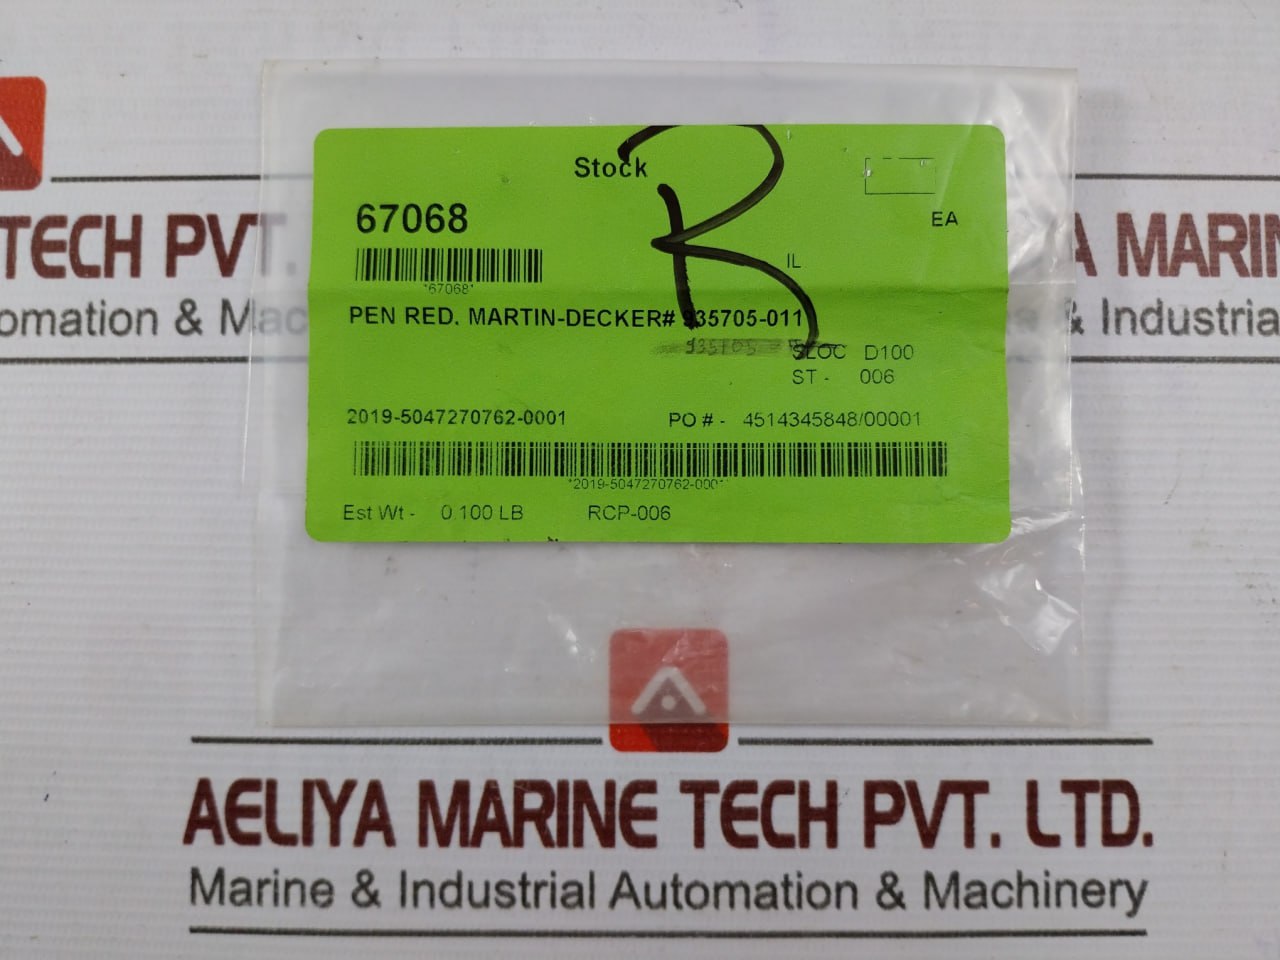 Stock
R
67068
EA
*67068*
IL
PEN RED. MARTIN-DECKER# 935705-011
935705
SLOC D100
ST - 006
2019-5047270762-0001 PO # - 4514345848/00001
*2019-5047270762-0001*
Est Wt - 0.100 LB RCP-006
TECH PVT.
A MARIN
omation & Mac
& Industria
AELIYA MARINE TECH PVT. LTD.
Marine & Industrial Automation & Machinery